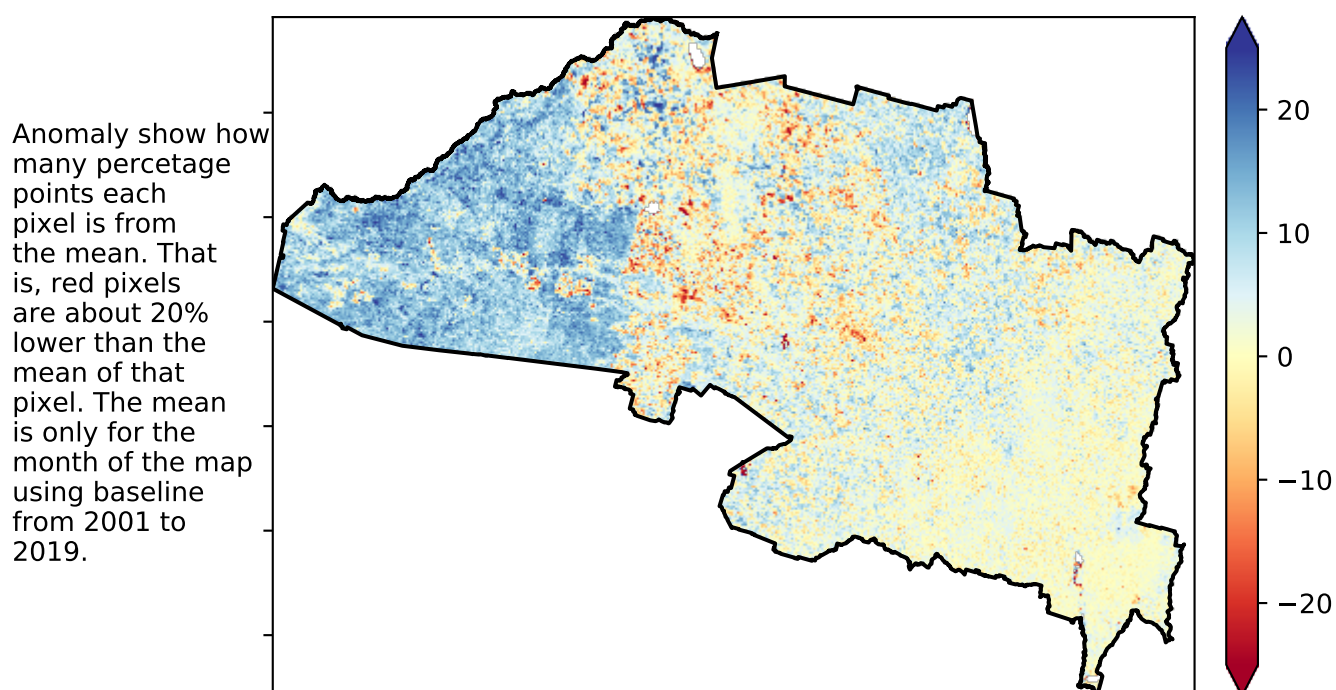 Anomaly show how
many percetage
points each
pixel is from
the mean. That
is, red pixels
are about 20%
lower than the
mean of that
pixel. The mean
is only for the
month of the map
using baseline
from 2001 to
2019.
20
10
0
−10
−20